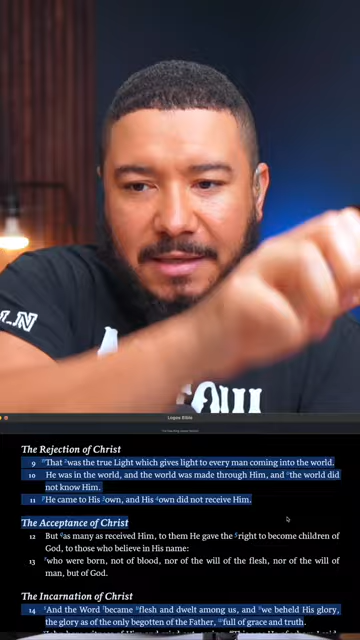 LN
Logos Bible
The Rejection of Christ
9 That was the true Light which gives light to every man coming into the world.
10 He was in the world, and the world was made through Him, and the world did
not know Him.
11 He came to His own, and His own did not receive Him.
The Acceptance of Christ
12 But as many as received Him, to them He gave the right to become children of
God, to those who believe in His name:
13 who were born, not of blood, nor of the will of the flesh, nor of the will of
man, but of God.
The Incarnation of Christ
14 And the Word became flesh and dwelt among us, and we beheld His glory,
the glory as of the only begotten of the Father, full of grace and truth.